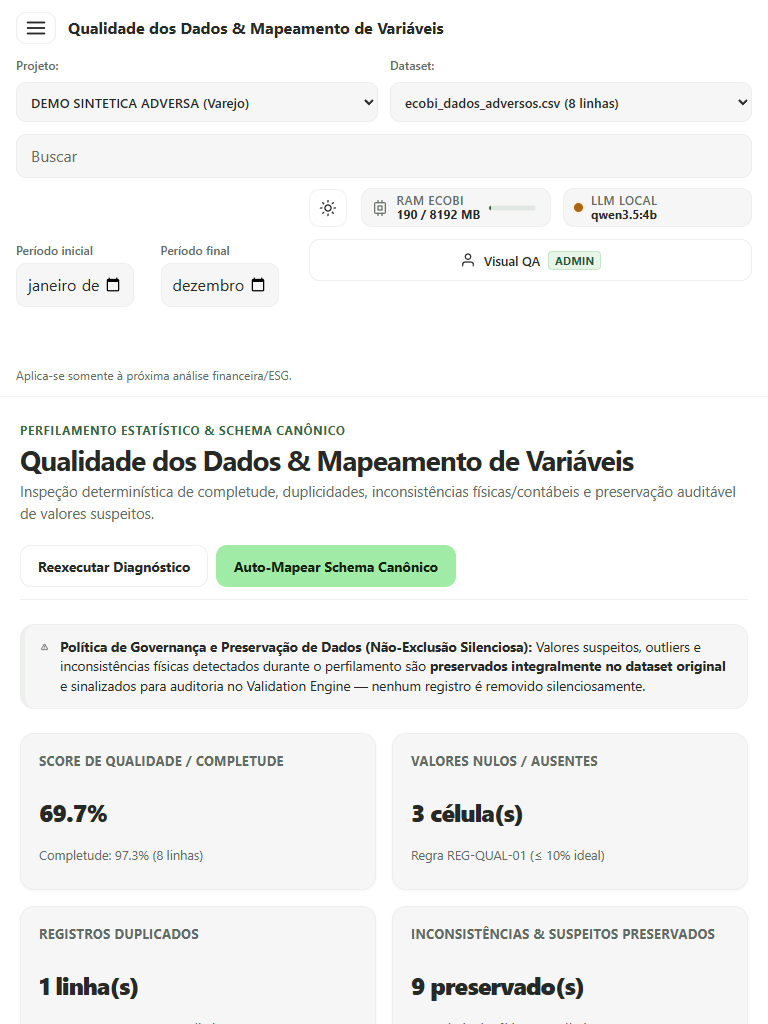 Qualidade dos Dados & Mapeamento de Variáveis
Projeto:
Dataset:
DEMO SINTETICA ADVERSA (Varejo)
ecobi_dados_adversos.csv (8 linhas)
Buscar
RAM ECOBI
190 / 8192 MB
LLM LOCAL
qwen3.5:4b
Período inicial
Período final
janeiro de
dezembro
Visual QA
ADMIN
Aplica-se somente à próxima análise financeira/ESG.
PERFILAMENTO ESTATÍSTICO & SCHEMA CANÔNICO
Qualidade dos Dados & Mapeamento de Variáveis
Inspeção determinística de completude, duplicidades, inconsistências físicas/contábeis e preservação auditável
de valores suspeitos.
Reexecutar Diagnóstico
Auto-Mapear Schema Canônico
Política de Governança e Preservação de Dados (Não-Exclusão Silenciosa): Valores suspeitos, outliers e
inconsistências físicas detectados durante o perfilamento são preservados integralmente no dataset original
e sinalizados para auditoria no Validation Engine — nenhum registro é removido silenciosamente.
SCORE DE QUALIDADE / COMPLETUDE
69.7%
Completude: 97.3% (8 linhas)
VALORES NULOS / AUSENTES
3 célula(s)
Regra REG-QUAL-01 (≤ 10% ideal)
REGISTROS DUPLICADOS
1 linha(s)
INCONSISTÊNCIAS & SUSPEITOS PRESERVADOS
9 preservado(s)